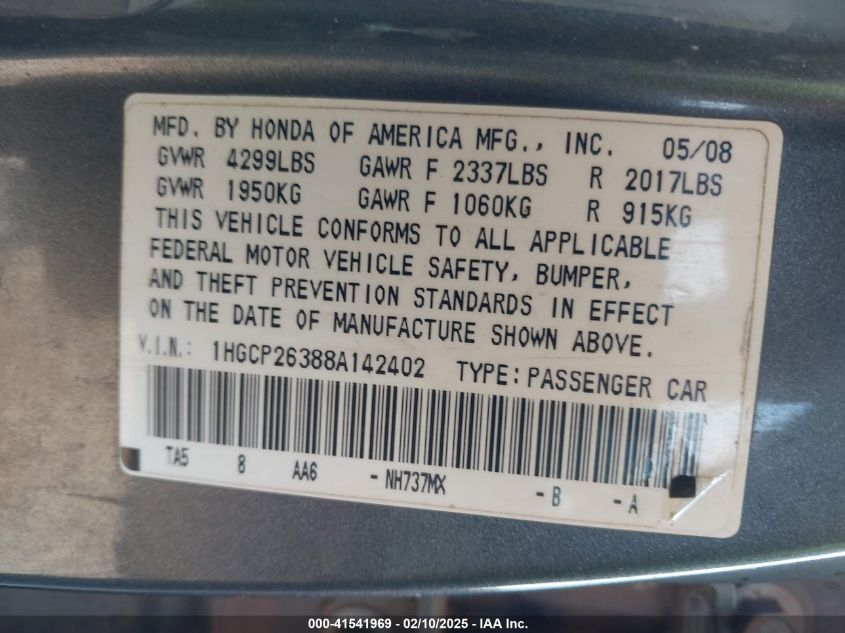 MFD. BY HONDA OF AMERICA MFG., INC. 05/08
GVWR 4299LBS GAWR F 2337LBS R 2017LBS
GVWR 1950KG GAWR F 1060KG R 915KG
THIS VEHICLE CONFORMS TO ALL APPLICABLE
FEDERAL MOTOR VEHICLE SAFETY, BUMPER,
AND THEFT PREVENTION STANDARDS IN EFFECT
ON THE DATE OF MANUFACTURE SHOWN ABOVE.
V.I.N.: 1HGCP26388A142402 TYPE: PASSENGER CAR
TA5 8 AA6 - NH737MX - B - A
000-41541969 - 02/10/2025 - IAA Inc.